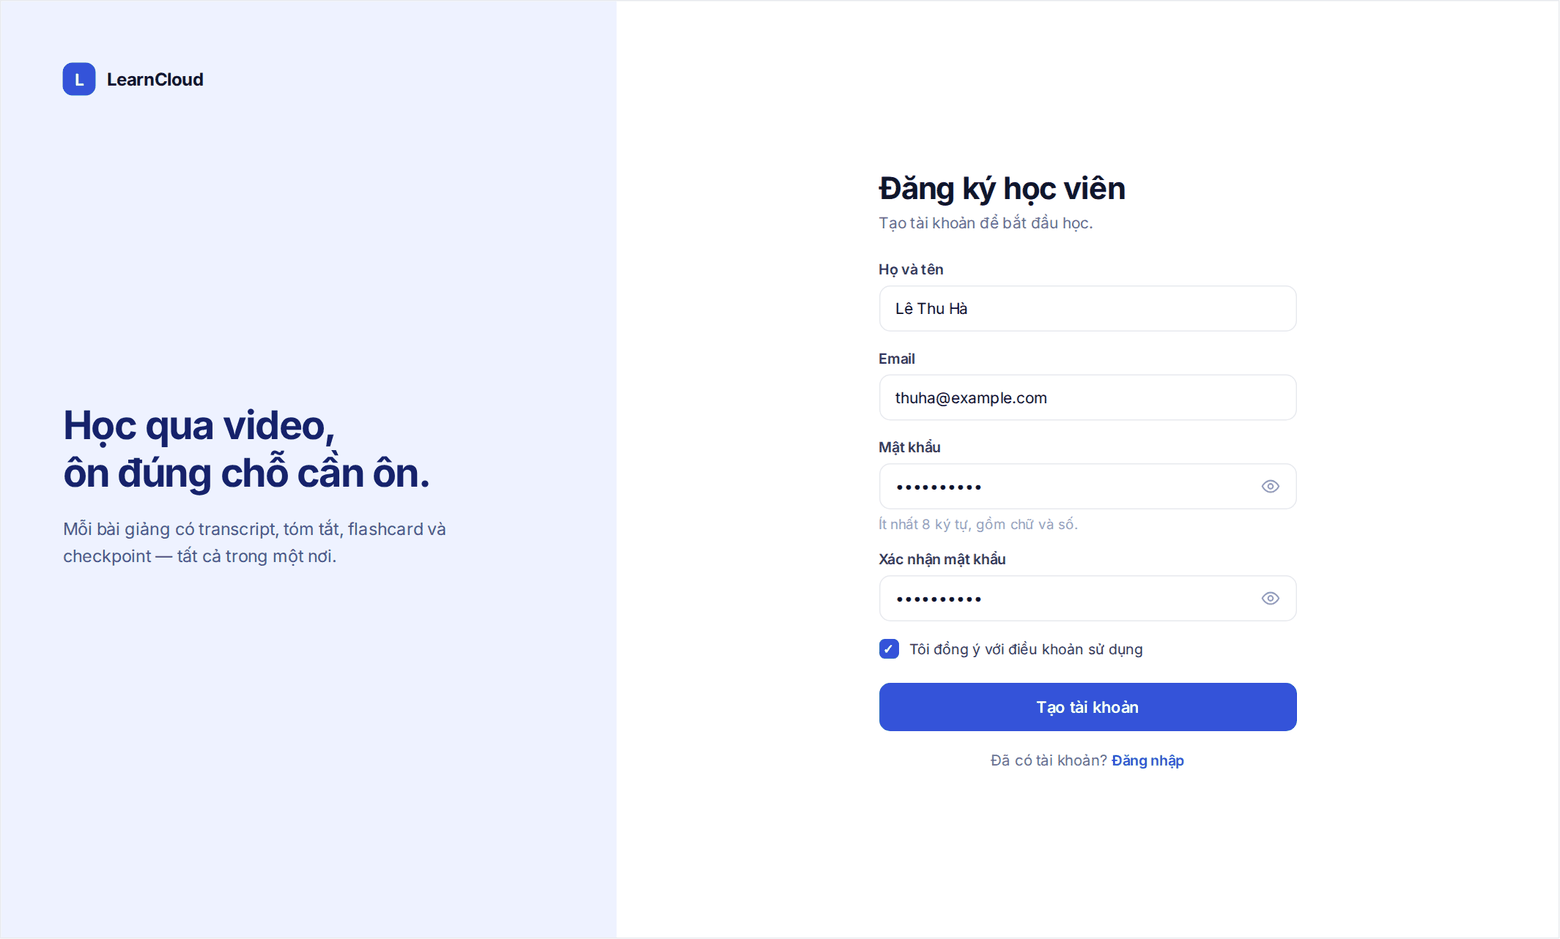 L LearnCloud
Học qua video,
ôn đúng chỗ cần ôn.
Mỗi bài giảng có transcript, tóm tắt, flashcard và
checkpoint — tất cả trong một nơi.
Đăng ký học viên
Tạo tài khoản để bắt đầu học.
Họ và tên
Lê Thu Hà
Email
thuha@example.com
Mật khẩu
••••••••••
Ít nhất 8 ký tự, gồm chữ và số.
Xác nhận mật khẩu
••••••••••
✓ Tôi đồng ý với điều khoản sử dụng
Tạo tài khoản
Đã có tài khoản? Đăng nhập